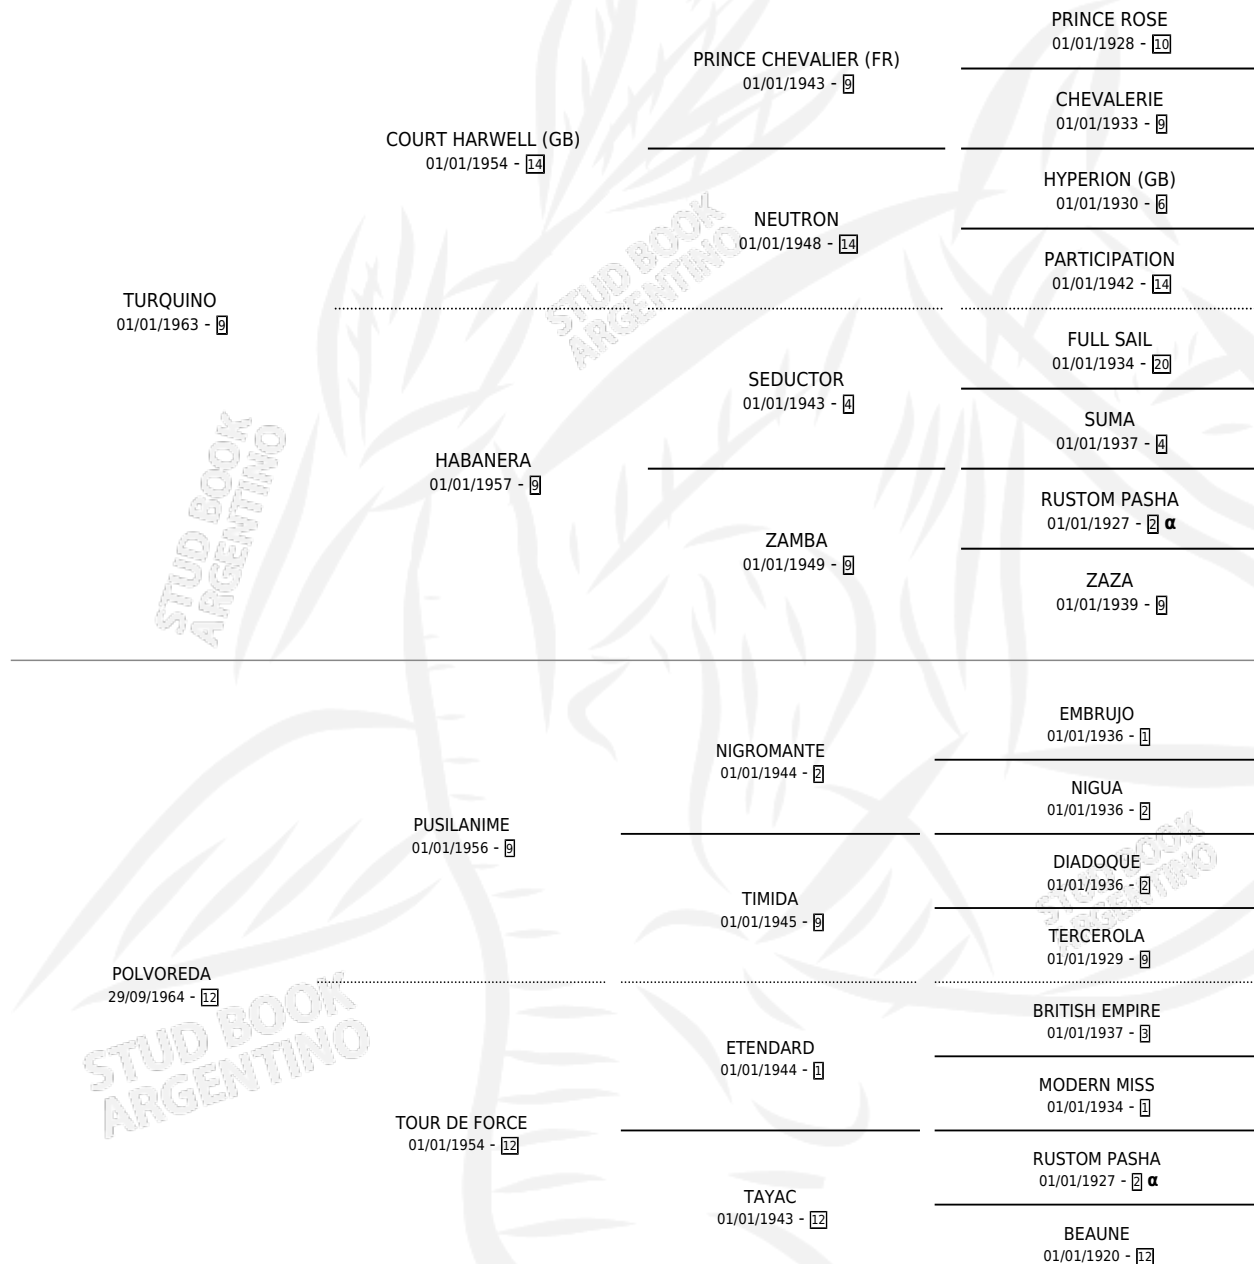 PRINCE ROSE
01/01/1928 - 10
PRINCE CHEVALIER (FR)
01/01/1943 - 9
CHEVALERIE
01/01/1933 - 9
COURT HARWELL (GB)
01/01/1954 - 14
HYPERION (GB)
01/01/1930 - 6
NEUTRON
01/01/1948 - 14
PARTICIPATION
01/01/1942 - 14
TURQUINO
01/01/1963 - 9
STUD BOOK
ARGENTINO
FULL SAIL
01/01/1934 - 20
SEDUCTOR
01/01/1943 - 4
SUMA
01/01/1937 - 4
HABANERA
01/01/1957 - 9
STUD BOOK
ARGENTINO
RUSTOM PASHA
01/01/1927 - 2 α
ZAMBA
01/01/1949 - 9
ZAZA
01/01/1939 - 9
EMBRUJO
01/01/1936 - 1
NIGROMANTE
01/01/1944 - 2
NIGUA
01/01/1936 - 2
PUSILANIME
01/01/1956 - 9
DIADOQUE
01/01/1936 - 2
STUD BOOK
ARGENTINO
TIMIDA
01/01/1945 - 9
TERCEROLA
01/01/1929 - 9
POLVOREDA
29/09/1964 - 12
STUD BOOK
ARGENTINO
BRITISH EMPIRE
01/01/1937 - 3
ETENDARD
01/01/1944 - 1
MODERN MISS
01/01/1934 - 1
TOUR DE FORCE
01/01/1954 - 12
RUSTOM PASHA
01/01/1927 - 2 α
TAYAC
01/01/1943 - 12
BEAUNE
01/01/1920 - 12